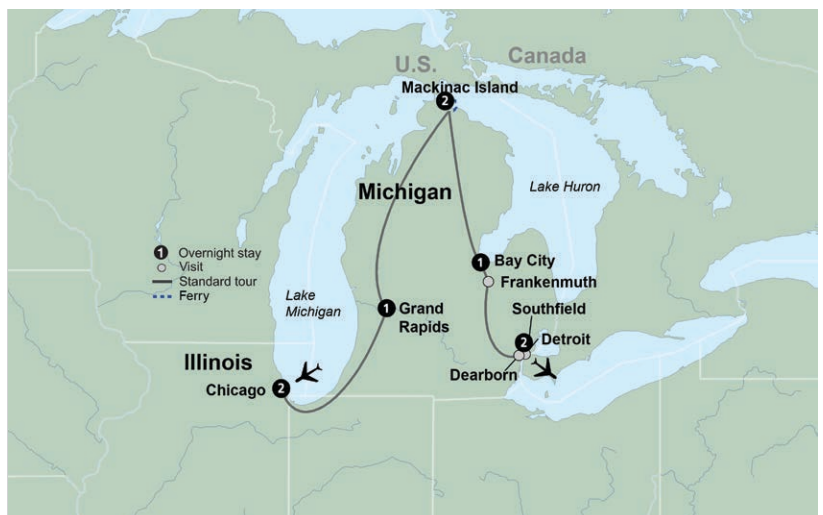 U.S.
Canada
Mackinac Island
2
Michigan
Lake Huron
1 Overnight stay
Visit
Standard tour
Ferry
1
Bay City
Frankenmuth
Lake
Michigan
1
Grand
Rapids
Southfield
2
Detroit
Dearborn
Illinois
Chicago
2